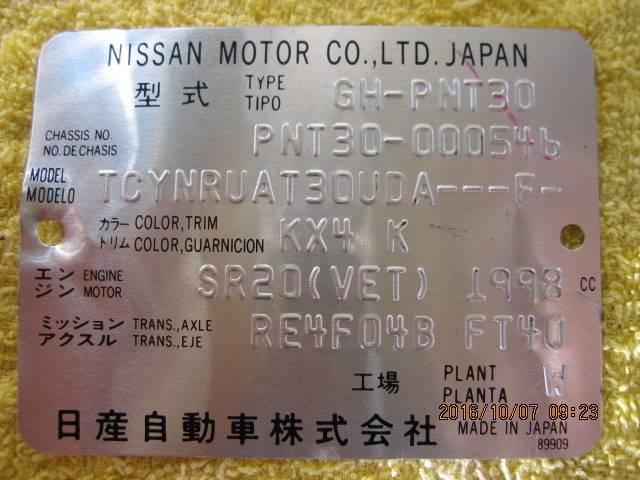 NISSAN MOTOR CO.,LTD. JAPAN
型式 TYPE TIPO GH-PNT30
CHASSIS NO. NO. DE CHASIS PNT30-000546
MODEL MODELO TCYNRUAT30UDA---F-
カラー COLOR,TRIM
トリム COLOR,GUARNICION KX4 K
エンジン ENGINE MOTOR SR20(VET) 1998 CC
ミッション TRANS.,AXLE
アクスル TRANS.,EJE RE4F04B FT40
工場 PLANT PLANTA W
2016/10/07 09:23
日産自動車株式会社 MADE IN JAPAN
89909